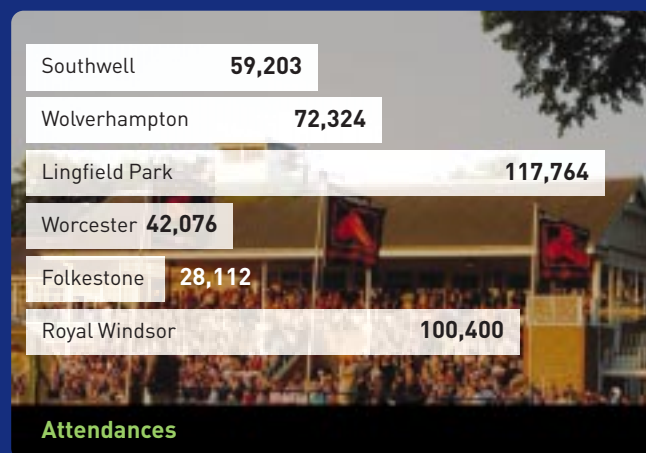 Southwell 59,203
Wolverhampton 72,324
Lingfield Park 117,764
Worcester 42,076
Folkestone 28,112
Royal Windsor 100,400
Attendances